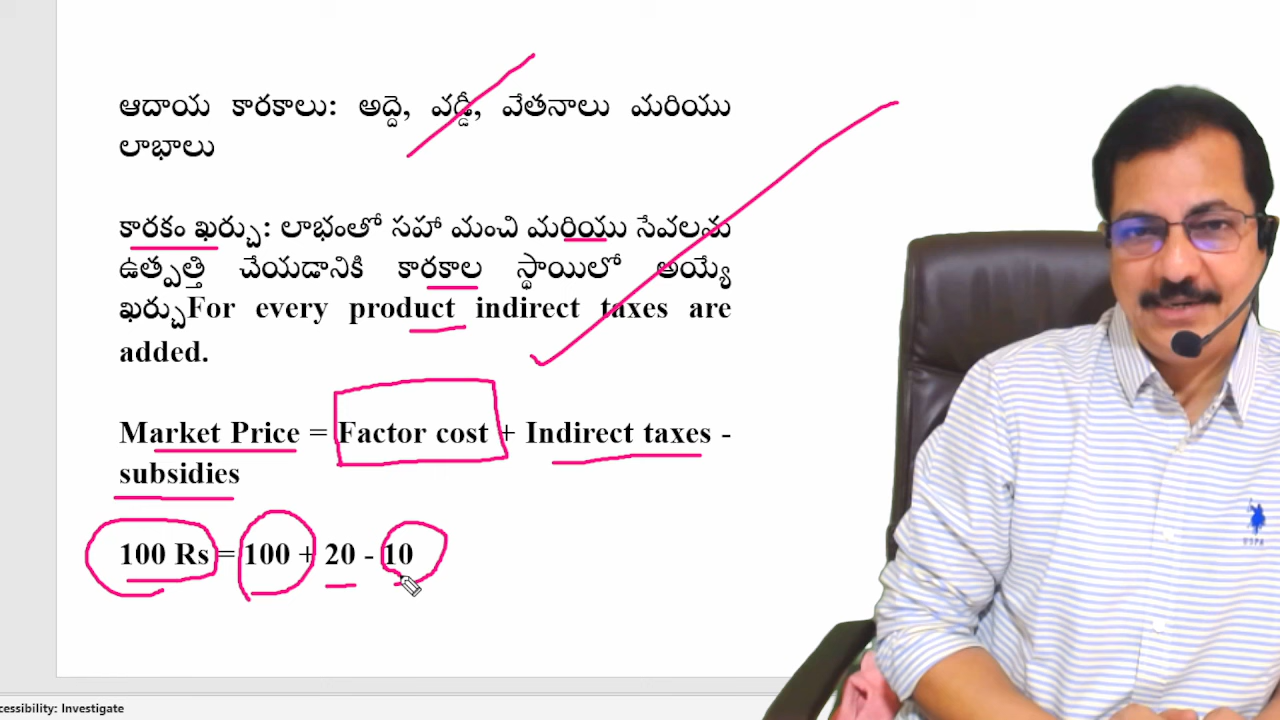 ఆదాయ కారకాలు: అద్దె, వడ్డీ, వేతనాలు మరియు
లాభాలు
కారకం ఖర్చు: లాభంతో సహా మంచి మరియు సేవలను
ఉత్పత్తి చేయడానికి కారకాల స్థాయిలో అయ్యే
ఖర్చుFor every product indirect taxes are
added.
Market Price = Factor cost + Indirect taxes -
subsidies
100 Rs = 100 + 20 - 10
cessibility: Investigate